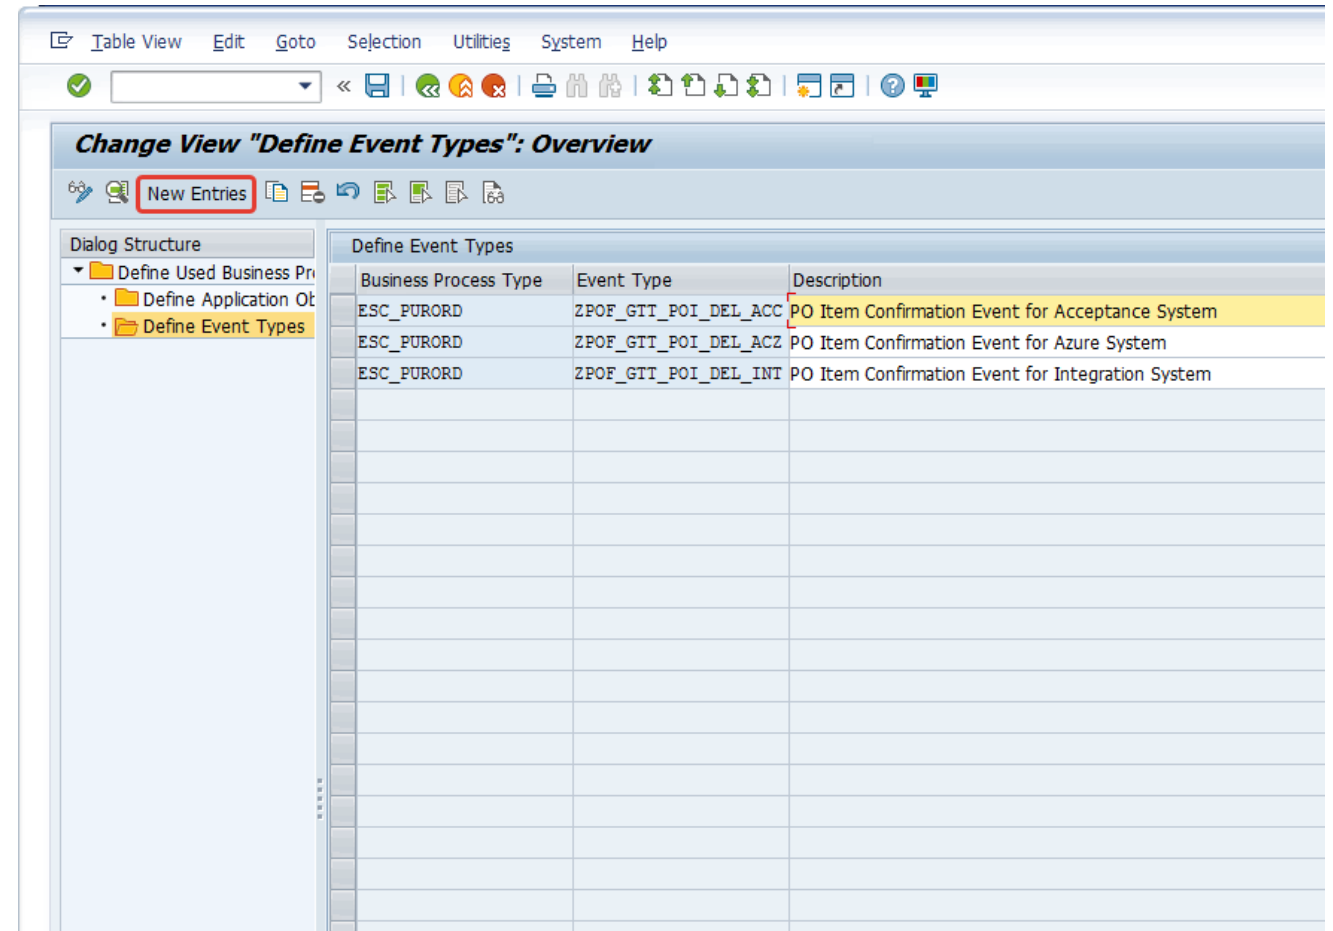 Table View Edit Goto Selection Utilities System Help
Change View "Define Event Types": Overview
New Entries
Dialog Structure
Define Used Business Pr
Define Application Ob
Define Event Types
Define Event Types
Business Process Type Event Type Description
ESC_PURORD ZPOF_GTT_POI_DEL_ACC PO Item Confirmation Event for Acceptance System
ESC_PURORD ZPOF_GTT_POI_DEL_ACZ PO Item Confirmation Event for Azure System
ESC_PURORD ZPOF_GTT_POI_DEL_INT PO Item Confirmation Event for Integration System